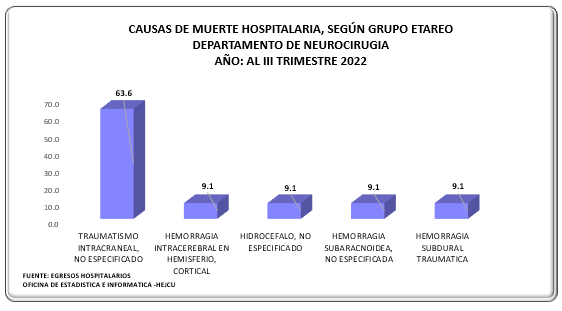 CAUSAS DE MUERTE HOSPITALARIA, SEGÚN GRUPO ETAREO
DEPARTAMENTO DE NEUROCIRUGIA
AÑO: AL III TRIMESTRE 2022
63.6
9.1
9.1
9.1
9.1
70.0
60.0
50.0
40.0
30.0
20.0
10.0
0.0
TRAUMATISMO
INTRACRANEAL,
NO ESPECIFICADO
HEMORRAGIA
INTRACEREBRAL EN
HEMISFERIO,
CORTICAL
HIDROCEFALO, NO
ESPECIFICADO
HEMORRAGIA
SUBARACNOIDEA,
NO ESPECIFICADA
HEMORRAGIA
SUBDURAL
TRAUMATICA
FUENTE: EGRESOS HOSPITALARIOS
OFICINA DE ESTADISTICA E INFORMATICA -HEJCU